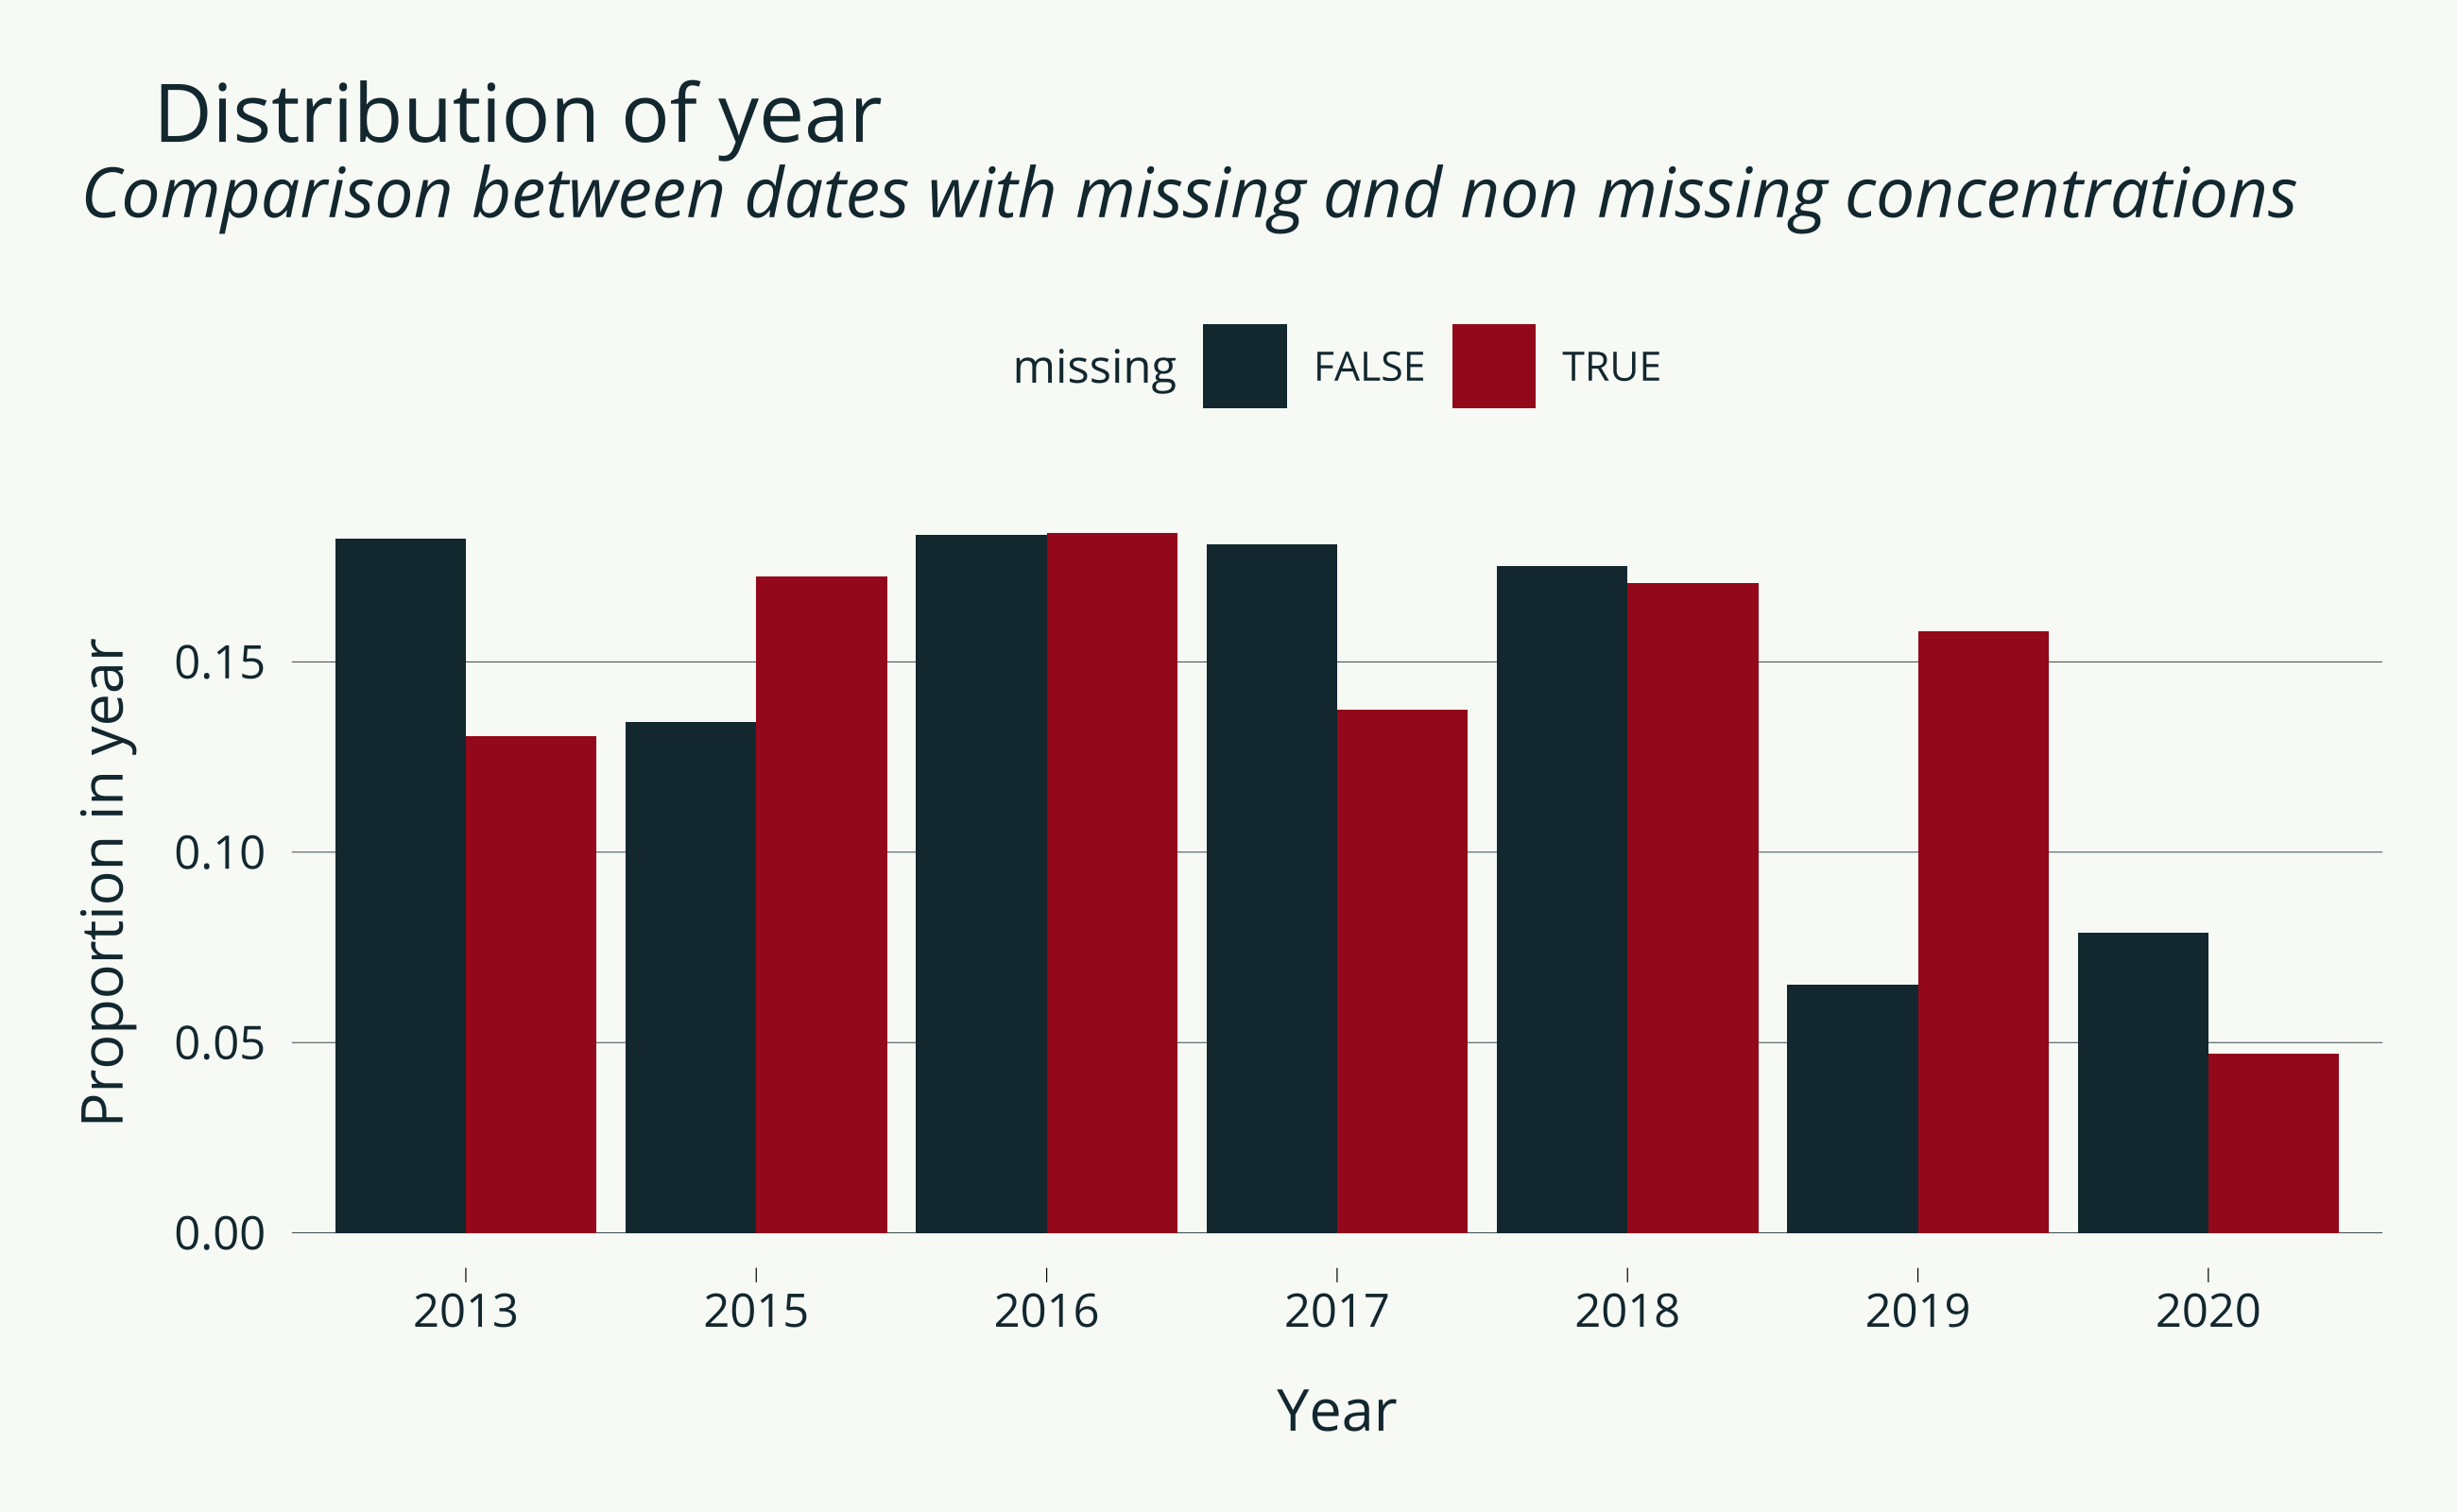 Distribution of year
Comparison between dates with missing and non missing concentrations
missing FALSE TRUE
Proportion in year
0.15
0.10
0.05
0.00
2013 2015 2016 2017 2018 2019 2020
Year